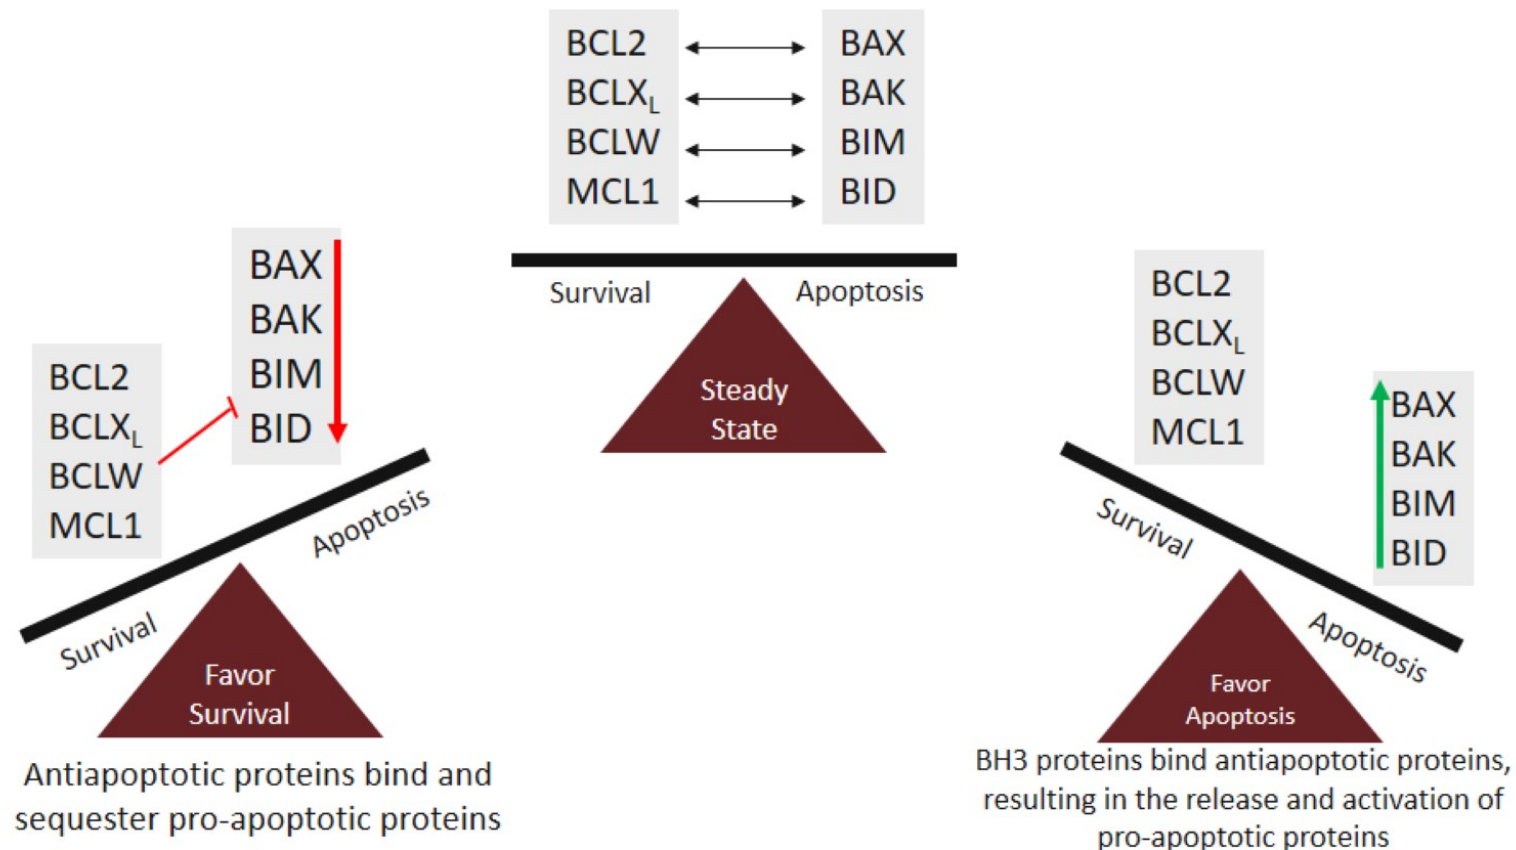 BCL2
BCLXL
BCLW
MCL1
BAX
BAK
BIM
BID
Survival
Apoptosis
Steady
State
BCL2
BCLXL
BCLW
MCL1
BAX
BAK
BIM
BID
Survival
Apoptosis
Favor
Survival
Antiapoptotic proteins bind and
sequester pro-apoptotic proteins
BCL2
BCLXL
BCLW
MCL1
BAX
BAK
BIM
BID
Survival
Apoptosis
Favor
Apoptosis
BH3 proteins bind antiapoptotic proteins,
resulting in the release and activation of
pro-apoptotic proteins